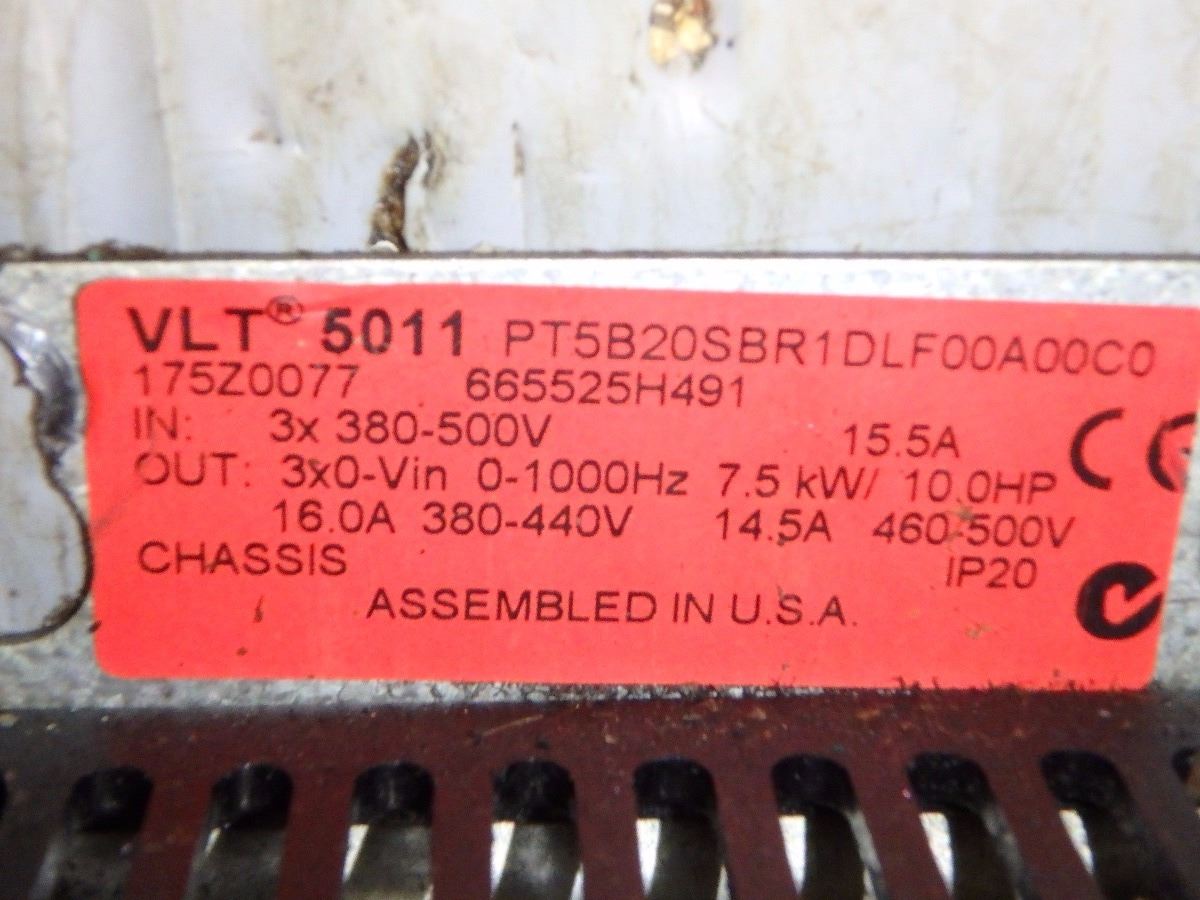 VLT® 5011 PT5B20SBR1DLF00A00C0
175Z0077 665525H491
IN: 3x 380-500V 15.5A
OUT: 3x0-Vin 0-1000Hz 7.5 kW/ 10.0HP
16.0A 380-440V 14.5A 460-500V
CHASSIS IP20
ASSEMBLED IN U.S.A.
CE